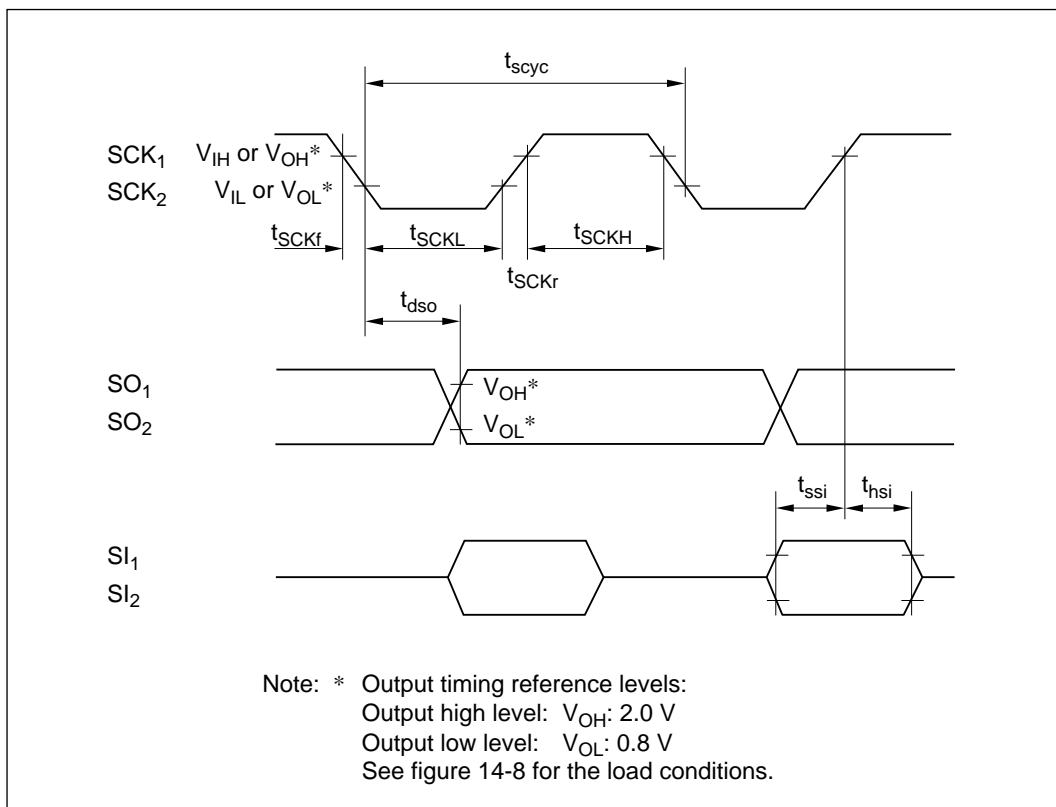 t_scyc
SCK₁ V_IH or V_OH*
SCK₂ V_IL or V_OL*
t_SCKf t_SCKL t_SCKH
t_SCKr
t_dso
SO₁ V_OH*
SO₂ V_OL*
t_ssi t_hsi
SI₁
SI₂
Note: * Output timing reference levels:
Output high level: V_OH: 2.0 V
Output low level: V_OL: 0.8 V
See figure 14-8 for the load conditions.